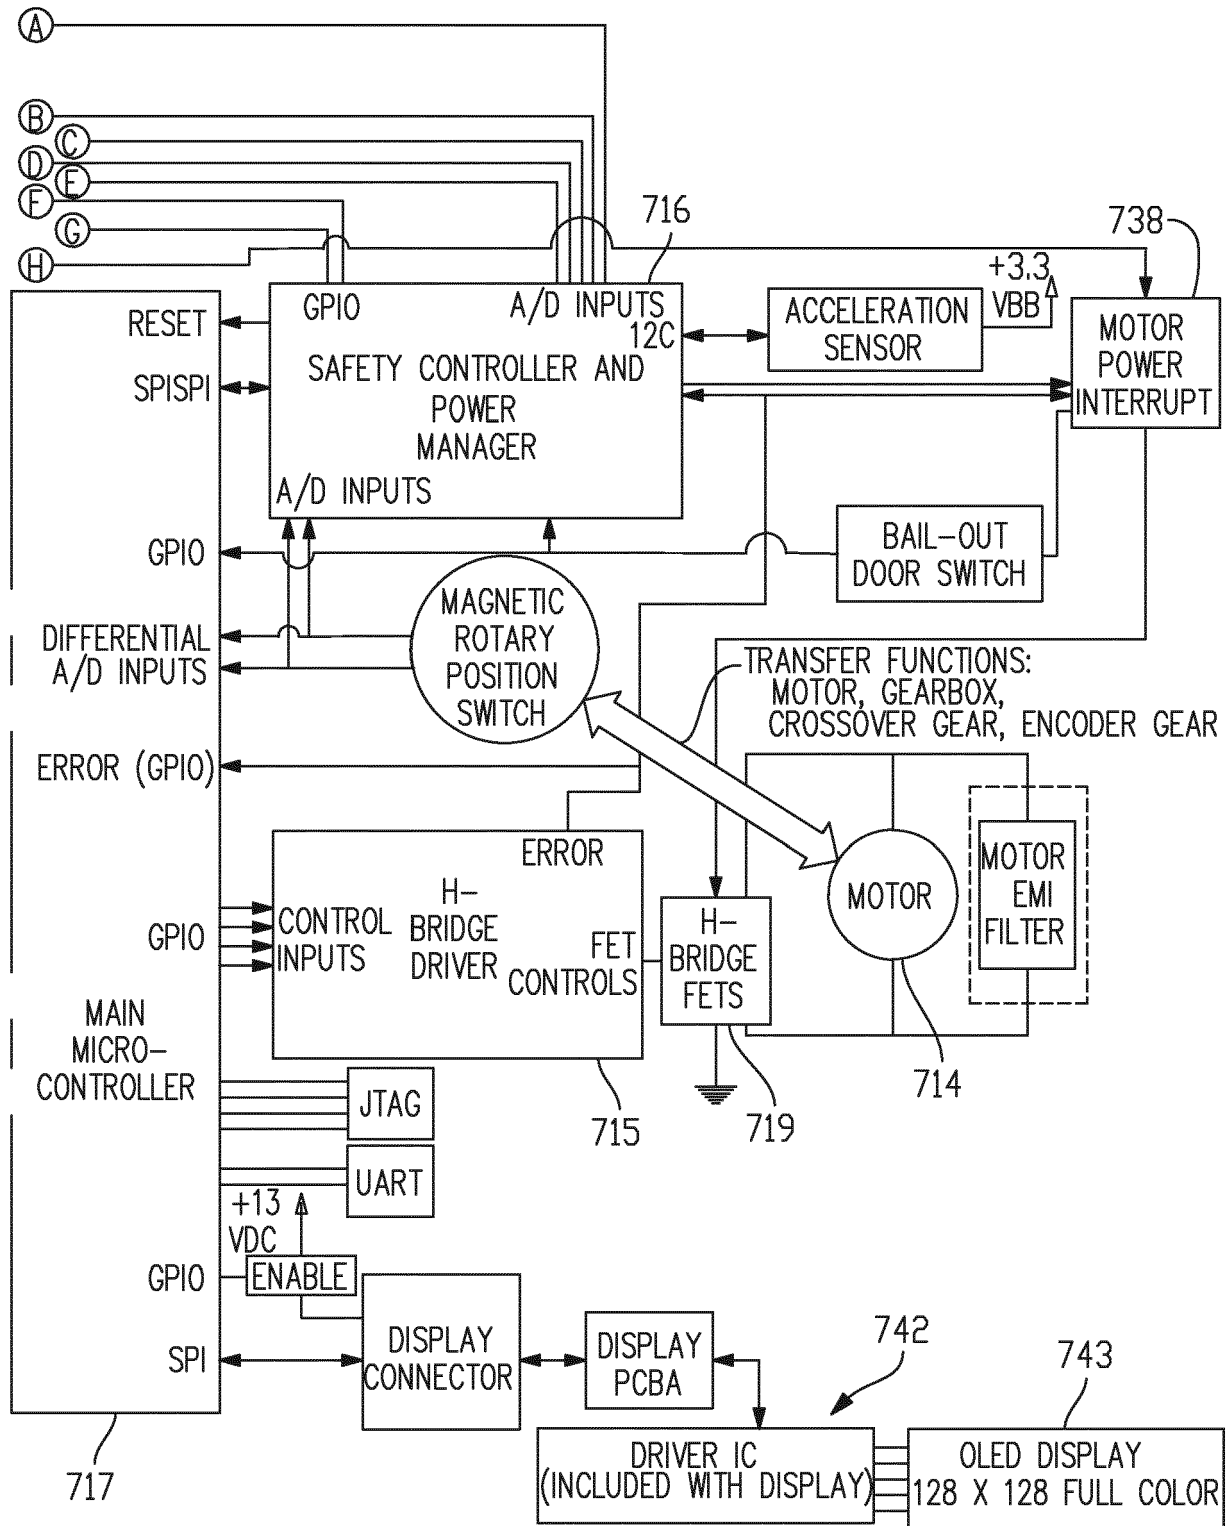 A
B
C
D
E
F
G
H
716
738
+3.3
VBB
RESET
GPIO
A/D INPUTS
12C
ACCELERATION
SENSOR
MOTOR
POWER
INTERRUPT
SPISPI
SAFETY CONTROLLER AND
POWER
MANAGER
A/D INPUTS
GPIO
BAIL-OUT
DOOR SWITCH
MAGNETIC
ROTARY
POSITION
SWITCH
DIFFERENTIAL
A/D INPUTS
TRANSFER FUNCTIONS:
MOTOR, GEARBOX,
CROSSOVER GEAR, ENCODER GEAR
ERROR (GPIO)
ERROR
H-
BRIDGE
DRIVER
CONTROL
INPUTS
FET
CONTROLS
GPIO
H-
BRIDGE
FETS
MOTOR
MOTOR
EMI
FILTER
MAIN
MICRO-
CONTROLLER
JTAG
715
719
714
UART
+13
VDC
GPIO
ENABLE
SPI
DISPLAY
CONNECTOR
DISPLAY
PCBA
742
743
717
DRIVER IC
(INCLUDED WITH DISPLAY)
OLED DISPLAY
128 X 128 FULL COLOR